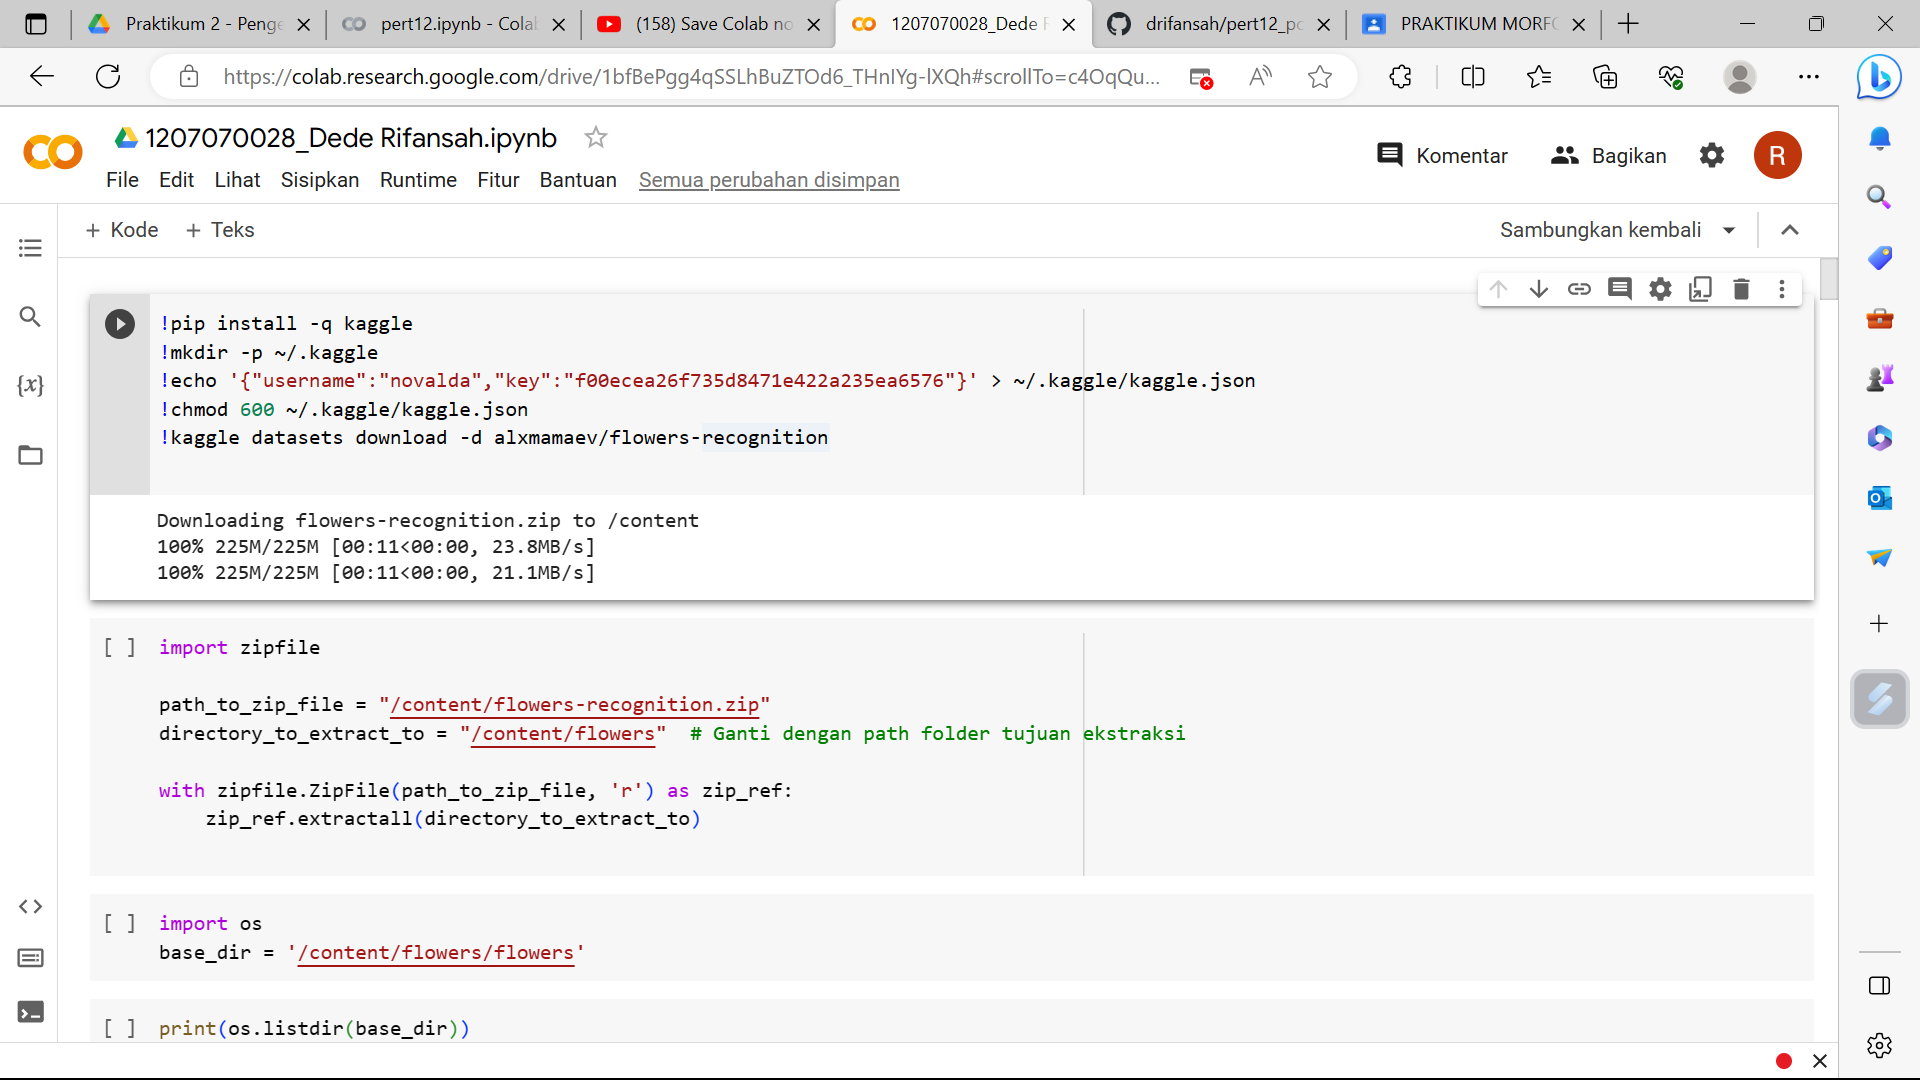 Praktikum 2 - Penge
pert12.ipynb - Colab
(158) Save Colab no
1207070028_Dede R
drifansah/pert12_pc
PRAKTIKUM MORFO
https://colab.research.google.com/drive/1bfBePgg4qSSLhBuZTOd6_THnIYg-lXQh#scrollTo=c4OqQu...
1207070028_Dede Rifansah.ipynb
Komentar
Bagikan
R
File Edit Lihat Sisipkan Runtime Fitur Bantuan Semua perubahan disimpan
+ Kode + Teks
Sambungkan kembali
!pip install -q kaggle
!mkdir -p ~/.kaggle
!echo '{"username":"novalda","key":"f00ecea26f735d8471e422a235ea6576"}' > ~/.kaggle/kaggle.json
!chmod 600 ~/.kaggle/kaggle.json
!kaggle datasets download -d alxmamaev/flowers-recognition
Downloading flowers-recognition.zip to /content
100% 225M/225M [00:11<00:00, 23.8MB/s]
100% 225M/225M [00:11<00:00, 21.1MB/s]
[ ] import zipfile
path_to_zip_file = "/content/flowers-recognition.zip"
directory_to_extract_to = "/content/flowers" # Ganti dengan path folder tujuan ekstraksi
with zipfile.ZipFile(path_to_zip_file, 'r') as zip_ref:
zip_ref.extractall(directory_to_extract_to)
[ ] import os
base_dir = '/content/flowers/flowers'
[ ] print(os.listdir(base_dir))